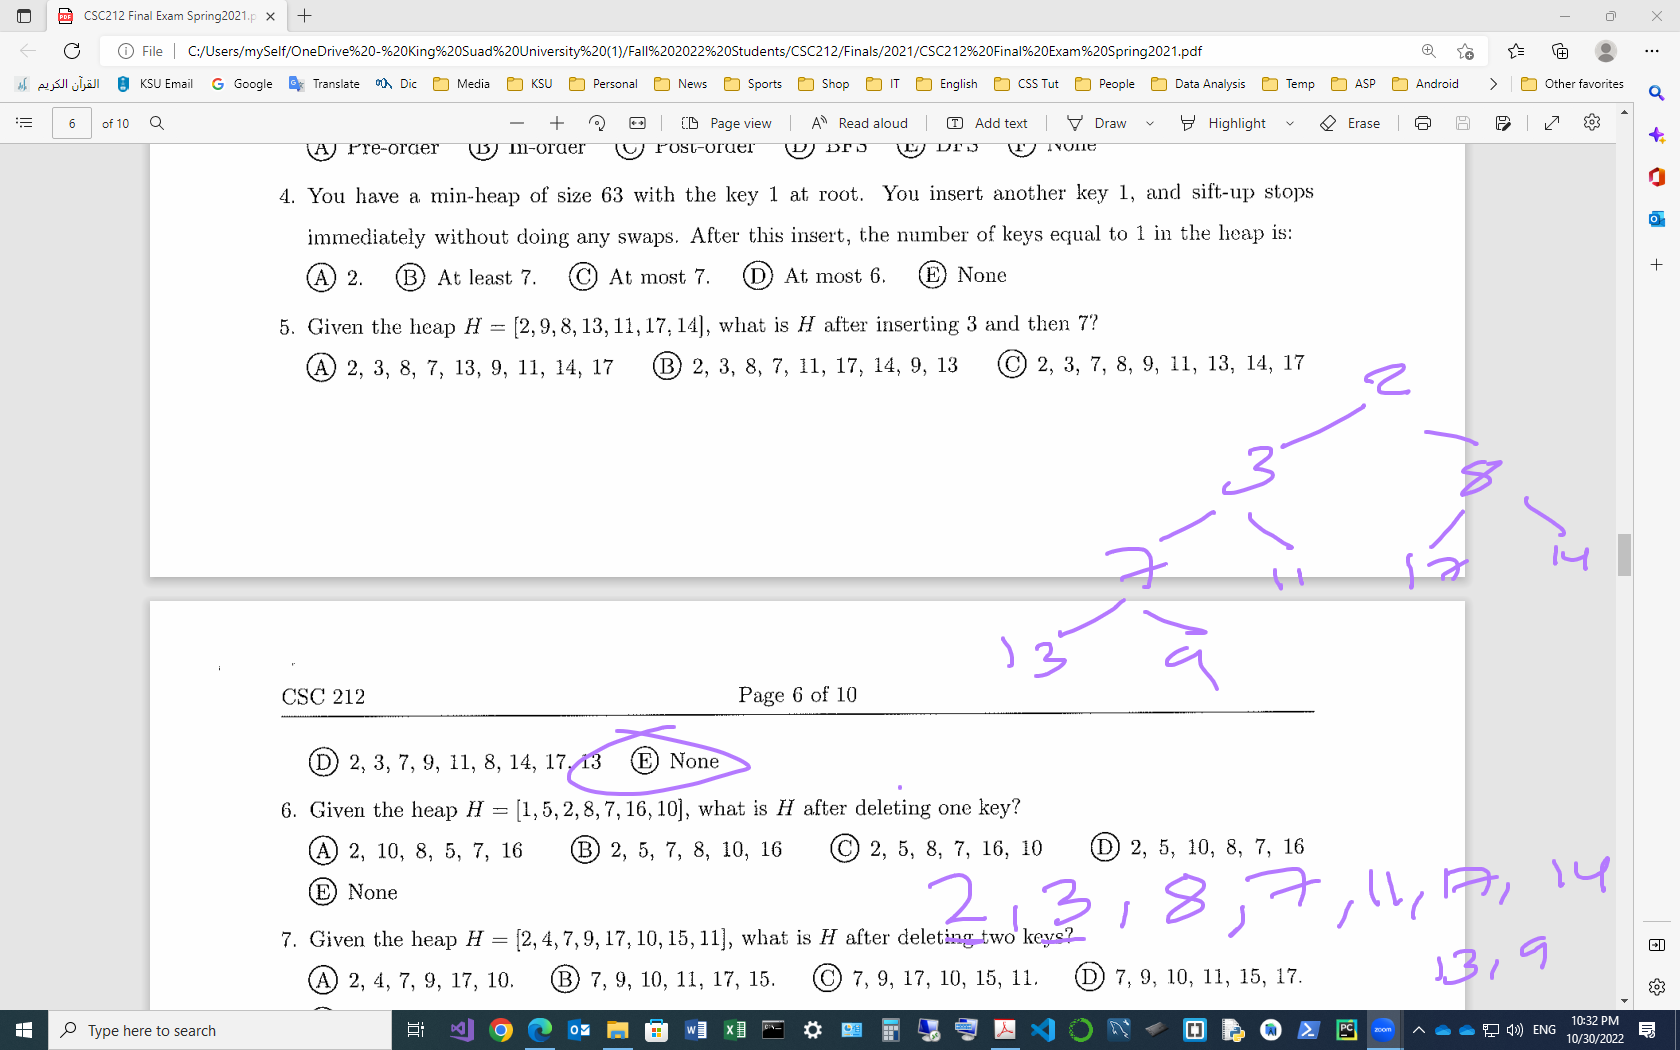 CSC212 Final Exam Spring2021.p
File
C:/Users/mySelf/OneDrive%20-%20King%20Suad%20University%20(1)/Fall%202022%20Students/CSC212/Finals/2021/CSC212%20Final%20Exam%20Spring2021.pdf
القرآن الكريم KSU Email Google Translate Dic Media KSU Personal News Sports Shop IT English CSS Tut People Data Analysis Temp ASP Android Other favorites
6 of 10 Page view Read aloud Add text Draw Highlight Erase
A Pre-order B In-order C Post-order D BFS E DFS F None
4. You have a min-heap of size 63 with the key 1 at root. You insert another key 1, and sift-up stops
immediately without doing any swaps. After this insert, the number of keys equal to 1 in the heap is:
A 2. B At least 7. C At most 7. D At most 6. E None
5. Given the heap H = [2, 9, 8, 13, 11, 17, 14], what is H after inserting 3 and then 7?
A 2, 3, 8, 7, 13, 9, 11, 14, 17 B 2, 3, 8, 7, 11, 17, 14, 9, 13 C 2, 3, 7, 8, 9, 11, 13, 14, 17
2
3 8
7 11 17 14
13 9
CSC 212 Page 6 of 10
D 2, 3, 7, 9, 11, 8, 14, 17, 13 E None
6. Given the heap H = [1, 5, 2, 8, 7, 16, 10], what is H after deleting one key?
A 2, 10, 8, 5, 7, 16 B 2, 5, 7, 8, 10, 16 C 2, 5, 8, 7, 16, 10 D 2, 5, 10, 8, 7, 16
E None
2, 3, 8, 7, 11, 17, 14
7. Given the heap H = [2, 4, 7, 9, 17, 10, 15, 11], what is H after deleting two keys?
13, 9
A 2, 4, 7, 9, 17, 10. B 7, 9, 10, 11, 17, 15. C 7, 9, 17, 10, 15, 11. D 7, 9, 10, 11, 15, 17.
Type here to search
ENG
10:32 PM
10/30/2022